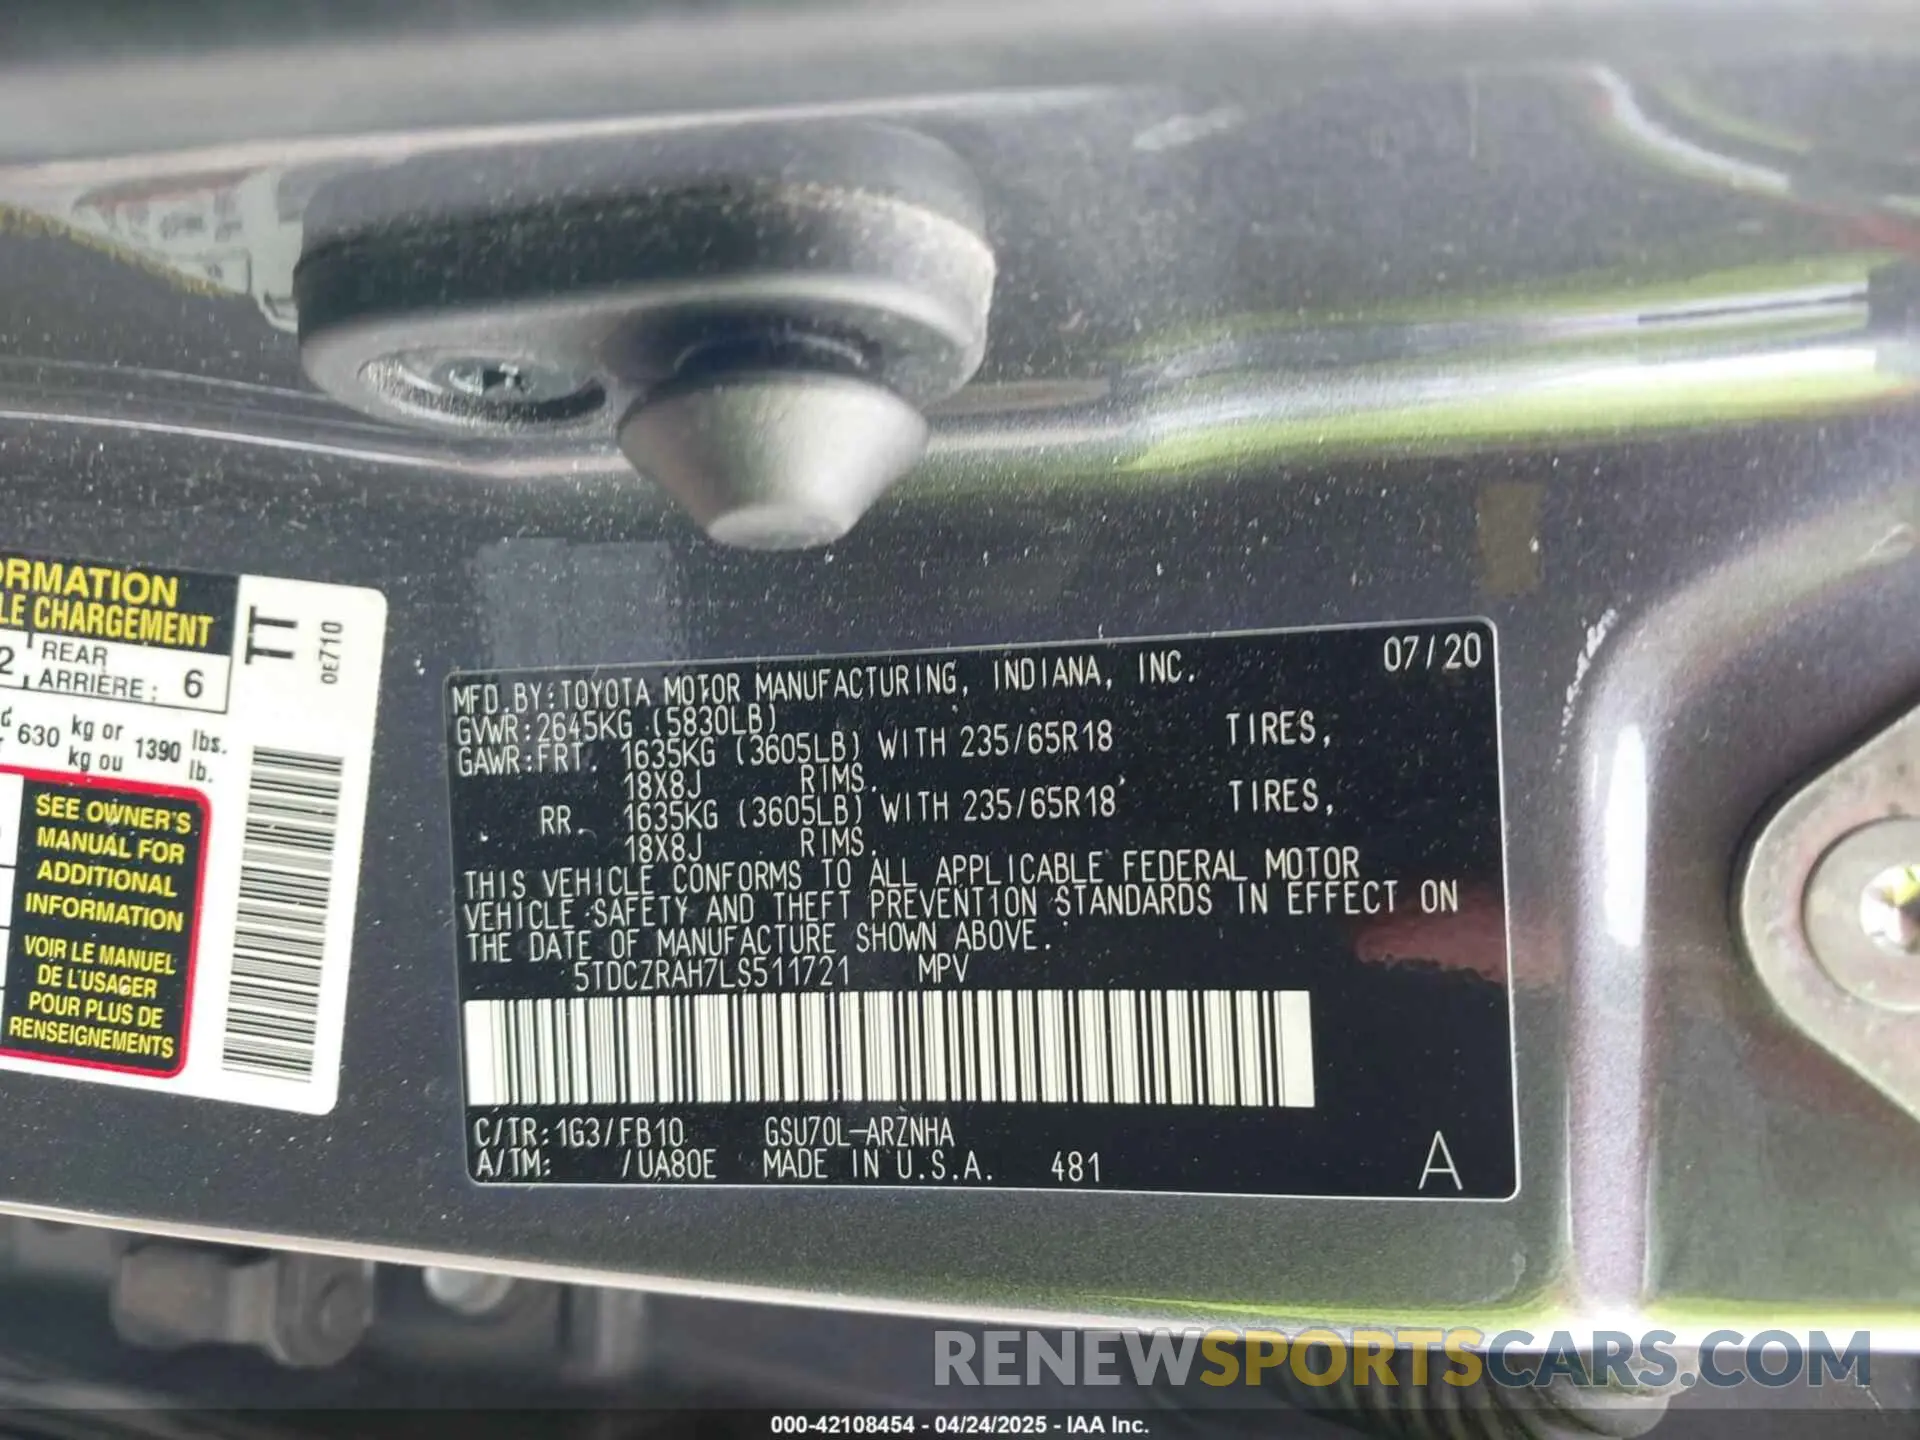 ORMATION
LE CHARGEMENT
2
REAR
ARRIÈRE:
6
TT
0E710
630
kg or
kg ou
1390
lbs.
lb.
SEE OWNER'S
MANUAL FOR
ADDITIONAL
INFORMATION
VOIR LE MANUEL
DE L'USAGER
POUR PLUS DE
RENSEIGNEMENTS
07/20
MFD.BY:TOYOTA MOTOR MANUFACTURING, INDIANA, INC.
GVWR:2645KG (5830LB)
GAWR:FRT. 1635KG (3605LB) WITH 235/65R18 TIRES,
18X8J RIMS.
RR. 1635KG (3605LB) WITH 235/65R18 TIRES,
18X8J RIMS.
THIS VEHICLE CONFORMS TO ALL APPLICABLE FEDERAL MOTOR
VEHICLE SAFETY AND THEFT PREVENTION STANDARDS IN EFFECT ON
THE DATE OF MANUFACTURE SHOWN ABOVE.
5TDCZRAH7LS511721 MPV
C/TR:1G3/FB10 GSU70L-ARZNHA
A/TM: /UA80E MADE IN U.S.A. 481
A
RENEWSPORTSCARS.COM
000-42108454 - 04/24/2025 - IAA Inc.